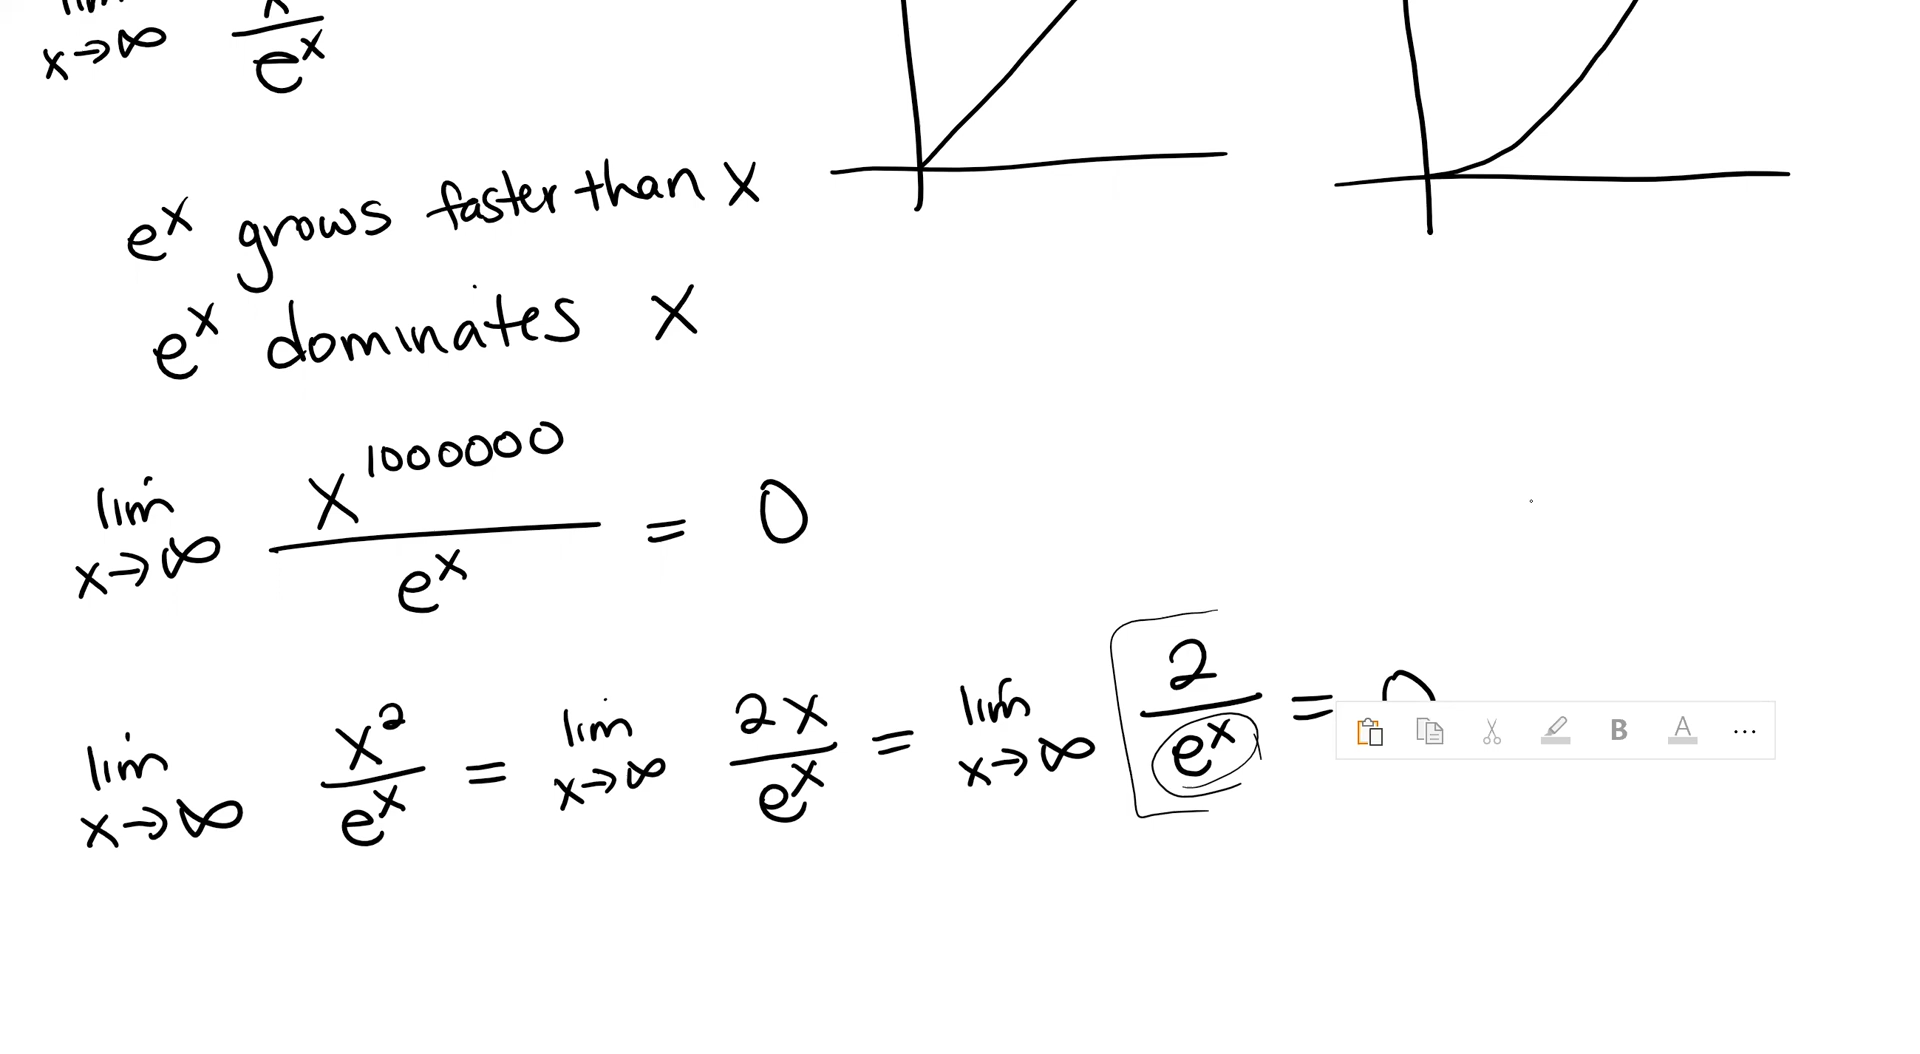 lim x→∞ x/e^x
e^x grows faster than x
e^x dominates x
lim x→∞ x^1000000/e^x = 0
lim x→∞ x^2/e^x = lim x→∞ 2x/e^x = lim x→∞ 2/e^x = 0
B A ...